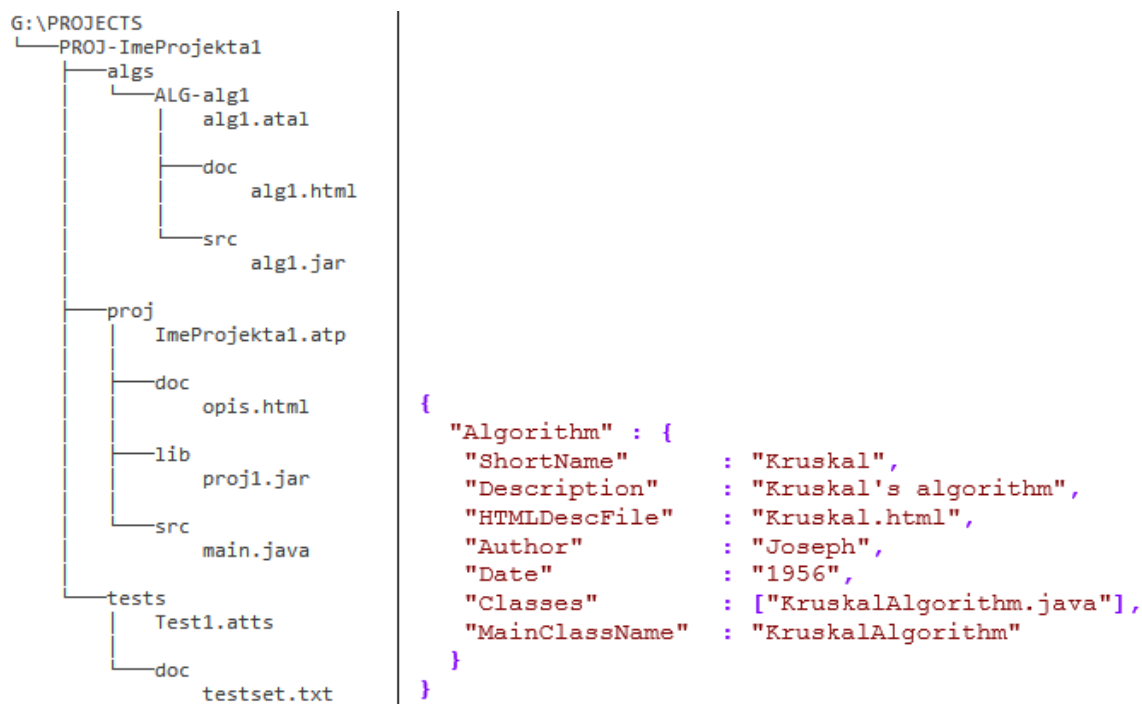 G:\PROJECTS
└───PROJ-ImeProjekta1
    ├───algs
    │   └───ALG-alg1
    │       │   alg1.atal
    │       │
    │       ├───doc
    │       │       alg1.html
    │       │
    │       └───src
    │               alg1.jar
    │
    ├───proj
    │   │   ImeProjekta1.atp
    │   │
    │   ├───doc
    │   │       opis.html
    │   │
    │   ├───lib
    │   │       proj1.jar
    │   │
    │   └───src
    │           main.java
    │
    └───tests
        │   Test1.atts
        │
        └───doc
                testset.txt
{
  "Algorithm" : {
   "ShortName"      : "Kruskal",
   "Description"    : "Kruskal's algorithm",
   "HTMLDescFile"   : "Kruskal.html",
   "Author"         : "Joseph",
   "Date"           : "1956",
   "Classes"        : ["KruskalAlgorithm.java"],
   "MainClassName"  : "KruskalAlgorithm"
  }
}